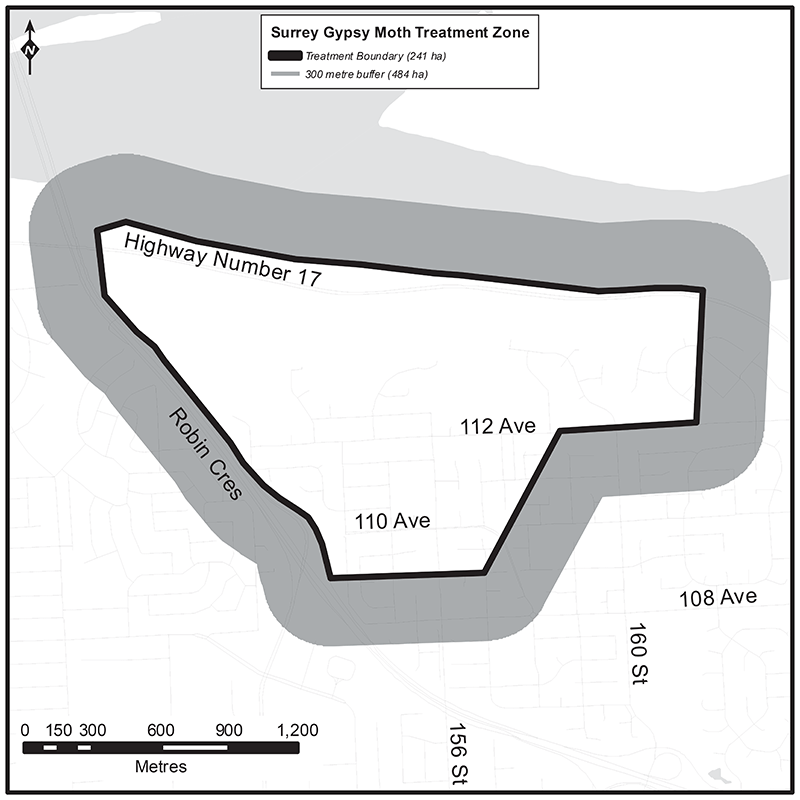 Surrey Gypsy Moth Treatment Zone
Treatment Boundary (241 ha)
300 metre buffer (484 ha)
N
Highway Number 17
112 Ave
Robin Cres
110 Ave
108 Ave
160 St
156 St
0 150 300 600 900 1,200
Metres